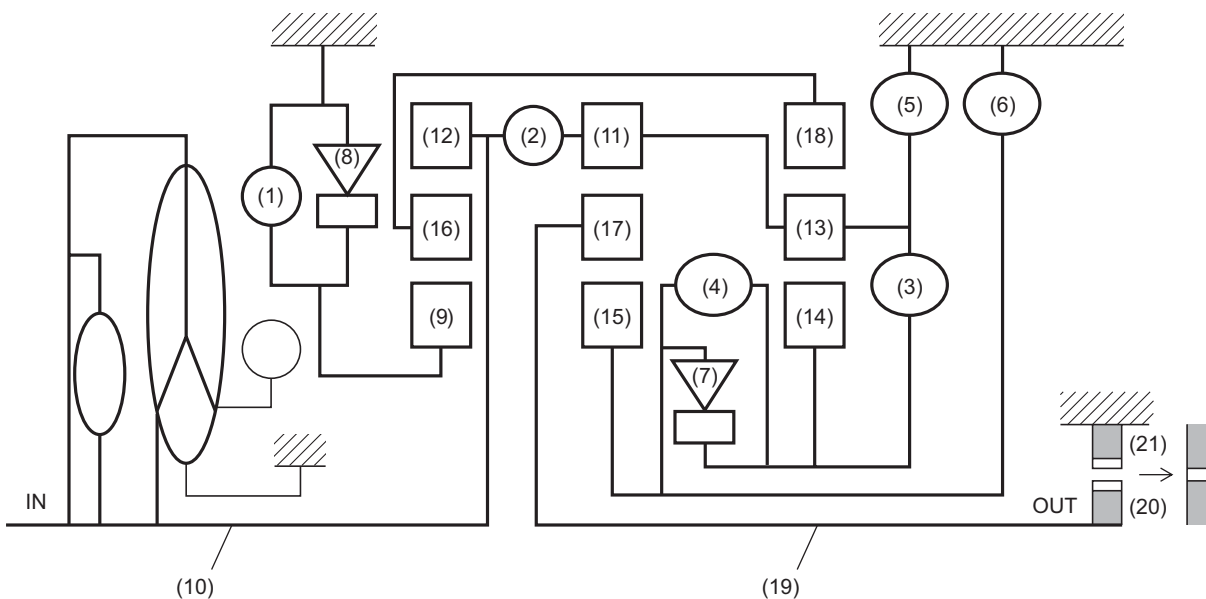 (5) (6)
(12) (2) (11) (18)
(8)
(1)
(16) (17) (13)
(4) (3)
(9) (15) (14)
(7)
(21)
IN OUT (20)
(10) (19)